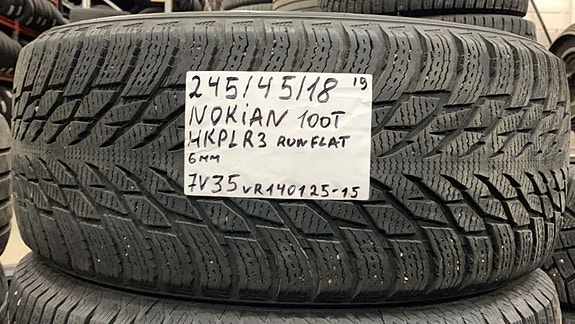 245/45/18 19
NOKiAN 100T
HKPLR3 RUNFLAT
6MM
7V35 VR140125-15